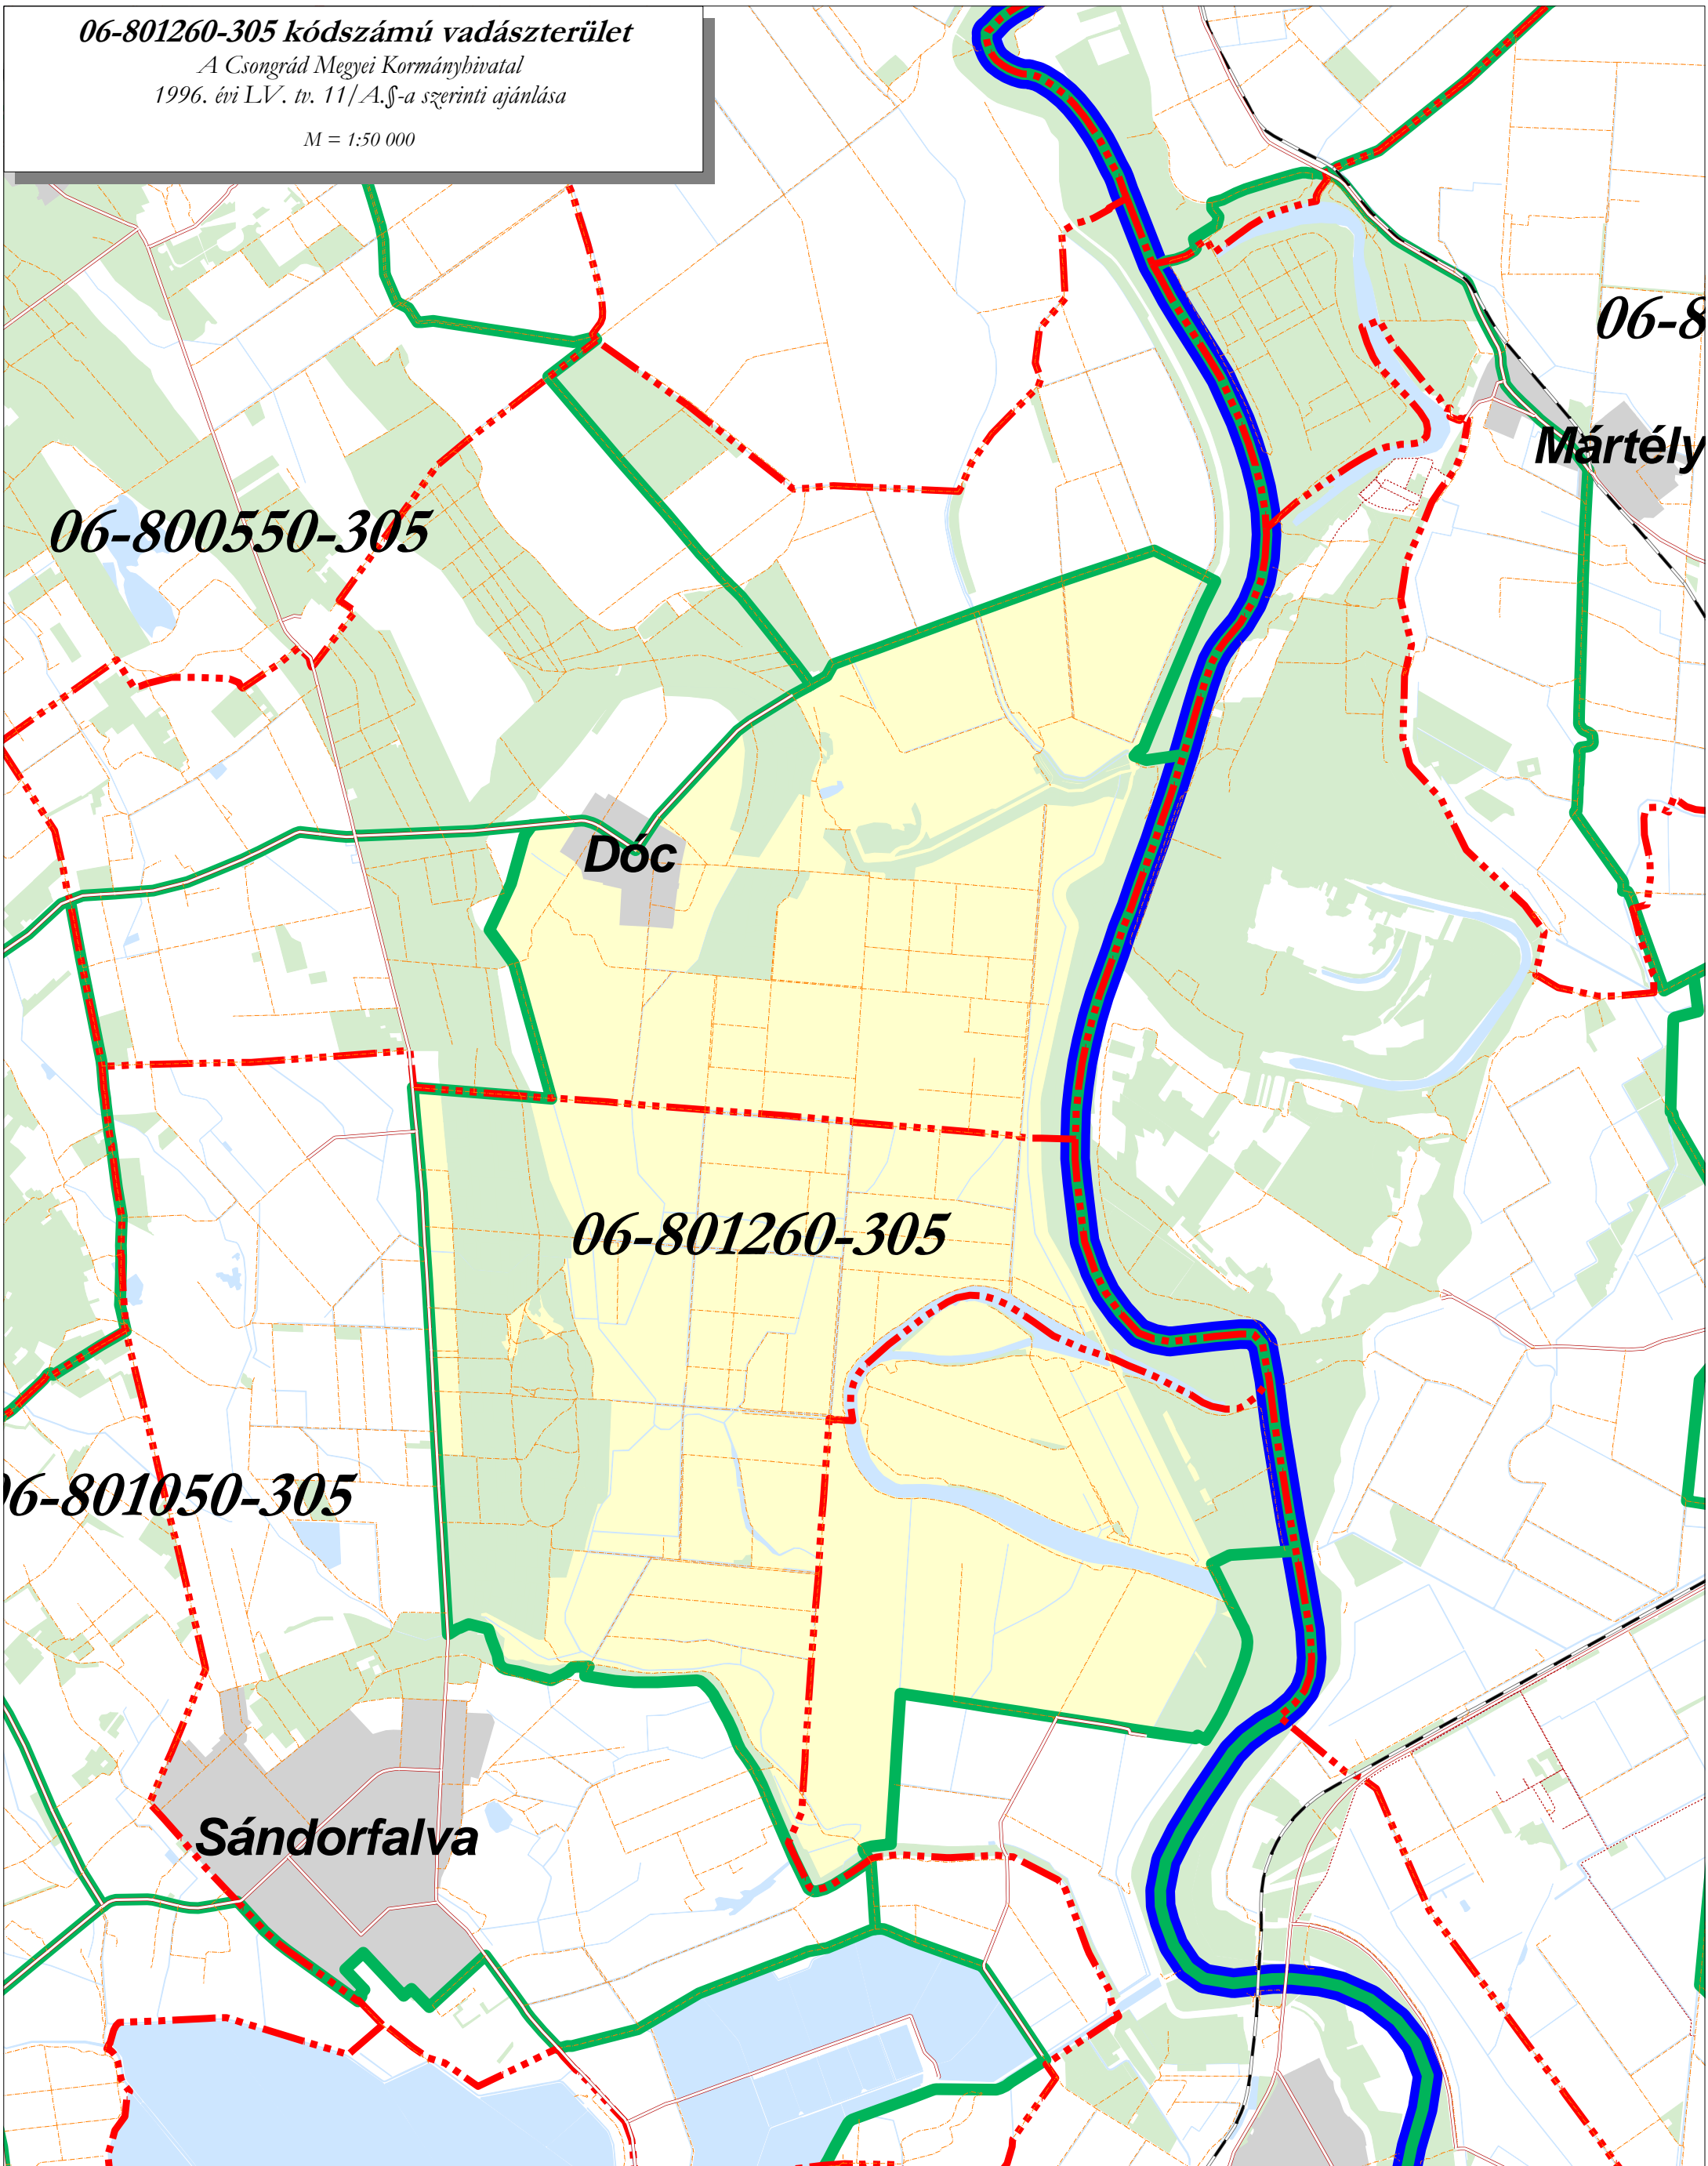 06-801260-305 kódszámú vadászterület
A Csongrád Megyei Kormányhivatal
1996. évi LV. tv. 11/A.§-a szerinti ajánlása
M = 1:50 000
06-8
Mártély
06-800550-305
Dóc
06-801260-305
06-801050-305
Sándorfalva